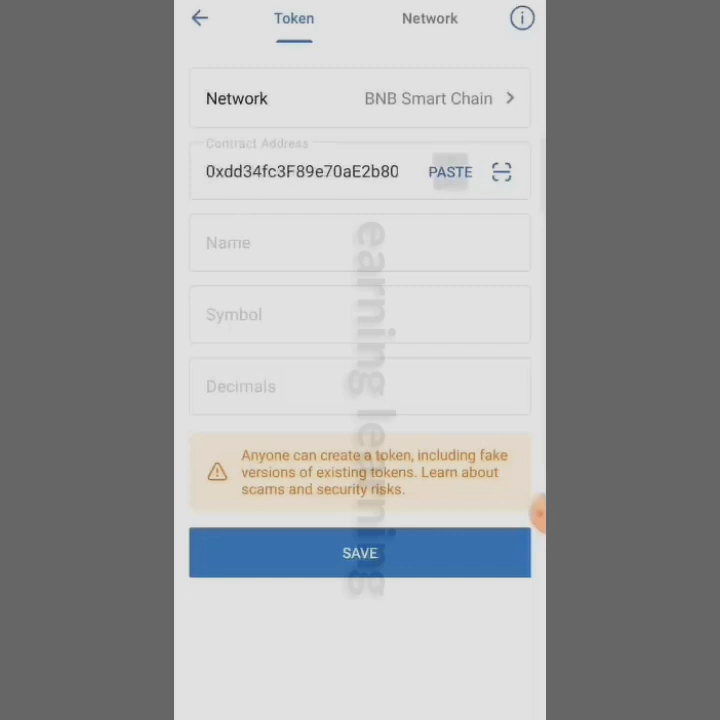 Token
Network
Network
BNB Smart Chain
Contract Address
0xdd34fc3F89e70aE2b80
PASTE
Name
Symbol
Decimals
Anyone can create a token, including fake
versions of existing tokens. Learn about
scams and security risks.
SAVE
earning learning